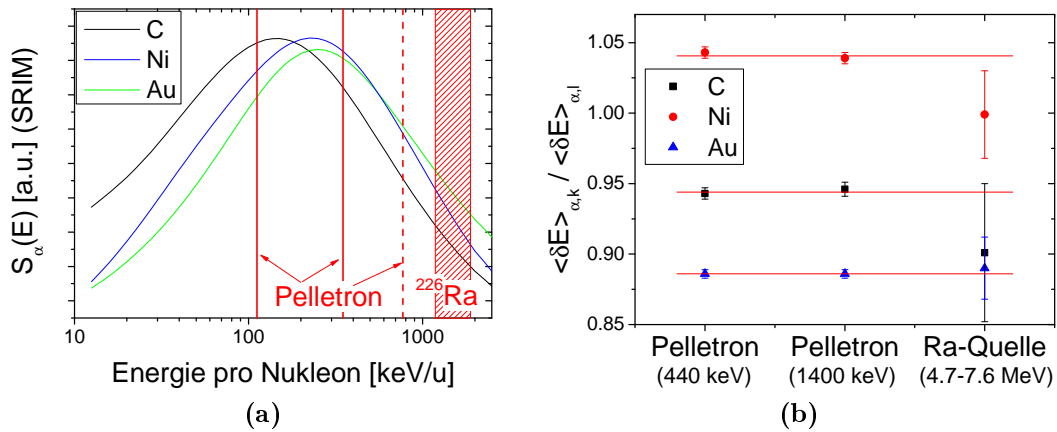 C
Ni
Au
S_α(E) [a.u.] (SRIM)
Pelletron
²²⁶Ra
10
100
1000
Energie pro Nukleon [keV/u]
(a)
1.05
1.00
0.95
0.90
0.85
<δE>_α,k / <δE>_α,l
C
Ni
Au
Pelletron
(440 keV)
Pelletron
(1400 keV)
Ra-Quelle
(4.7-7.6 MeV)
(b)